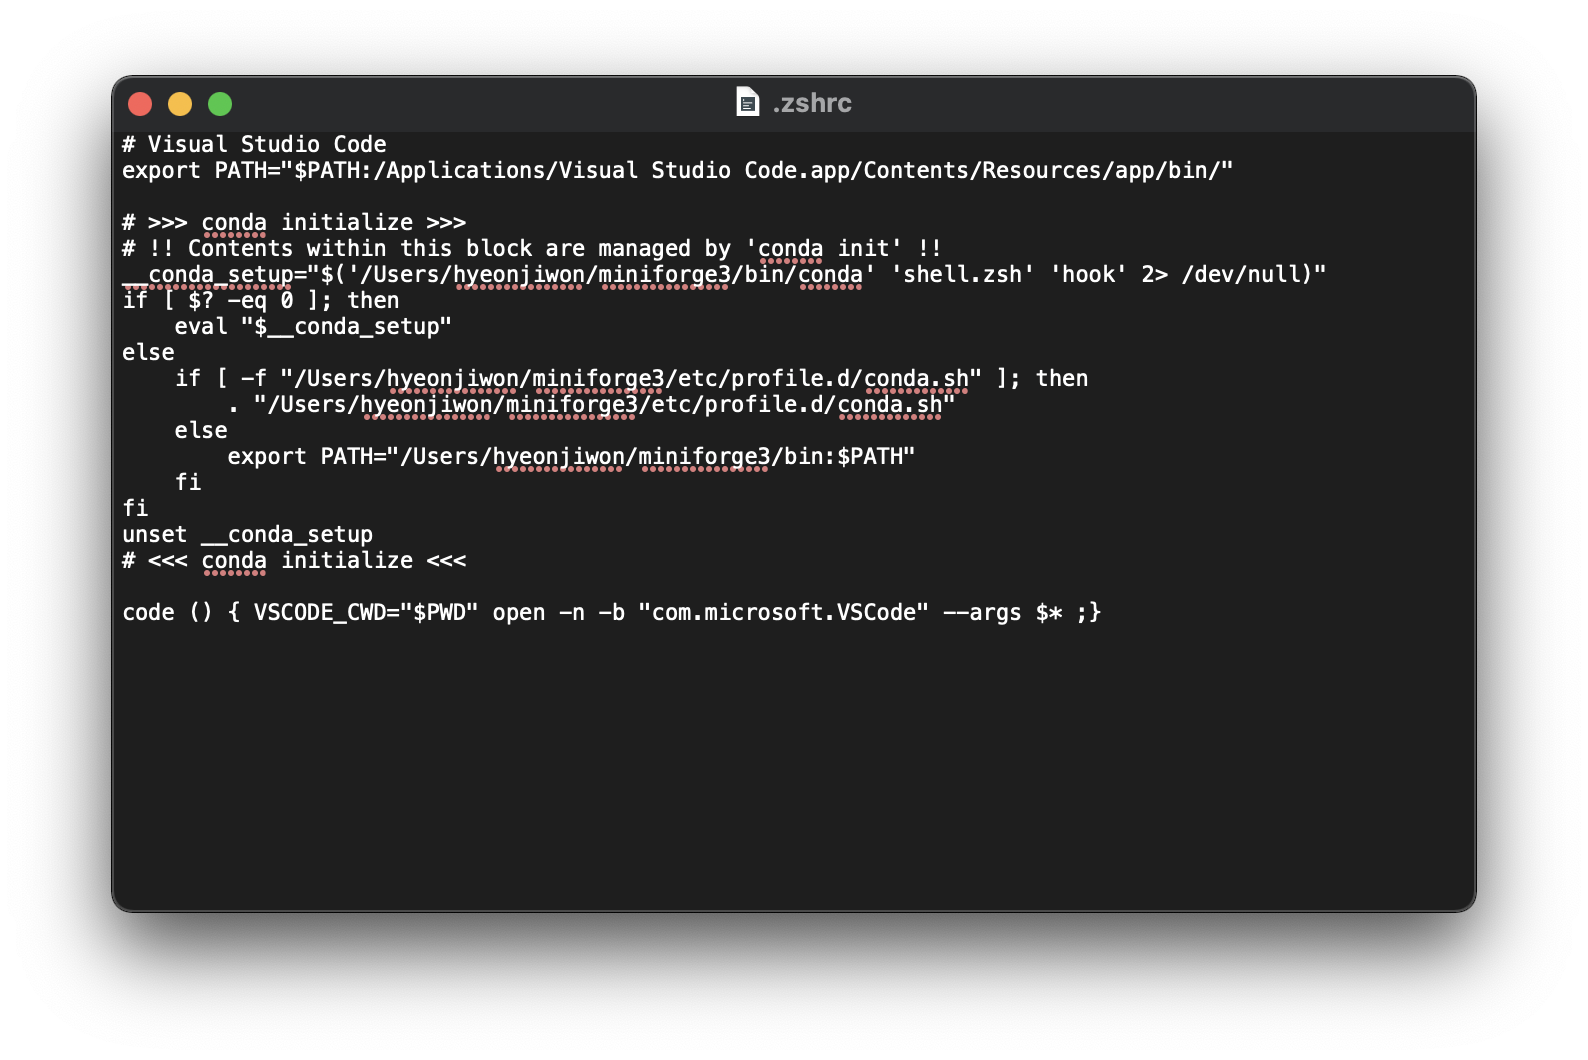 .zshrc
# Visual Studio Code
export PATH="$PATH:/Applications/Visual Studio Code.app/Contents/Resources/app/bin/"
# >>> conda initialize >>>
# !! Contents within this block are managed by 'conda init' !!
__conda_setup="$('/Users/hyeonjiwon/miniforge3/bin/conda' 'shell.zsh' 'hook' 2> /dev/null)"
if [ $? -eq 0 ]; then
    eval "$__conda_setup"
else
    if [ -f "/Users/hyeonjiwon/miniforge3/etc/profile.d/conda.sh" ]; then
        . "/Users/hyeonjiwon/miniforge3/etc/profile.d/conda.sh"
    else
        export PATH="/Users/hyeonjiwon/miniforge3/bin:$PATH"
    fi
fi
unset __conda_setup
# <<< conda initialize <<<
code () { VSCODE_CWD="$PWD" open -n -b "com.microsoft.VSCode" --args $* ;}